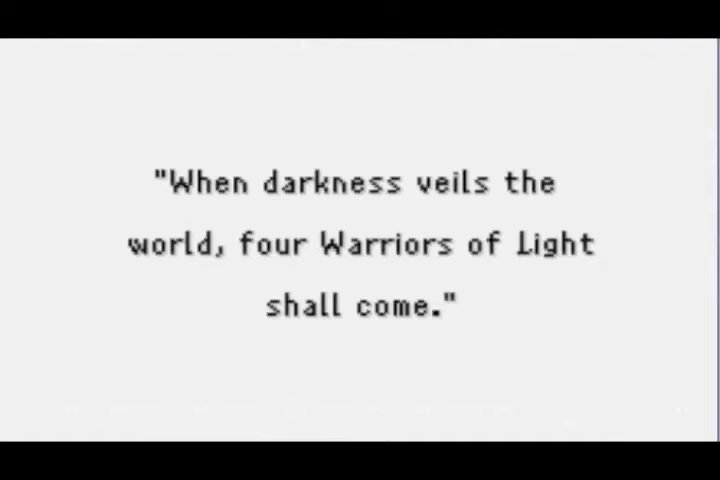 "When darkness veils the
world, four Warriors of Light
shall come."